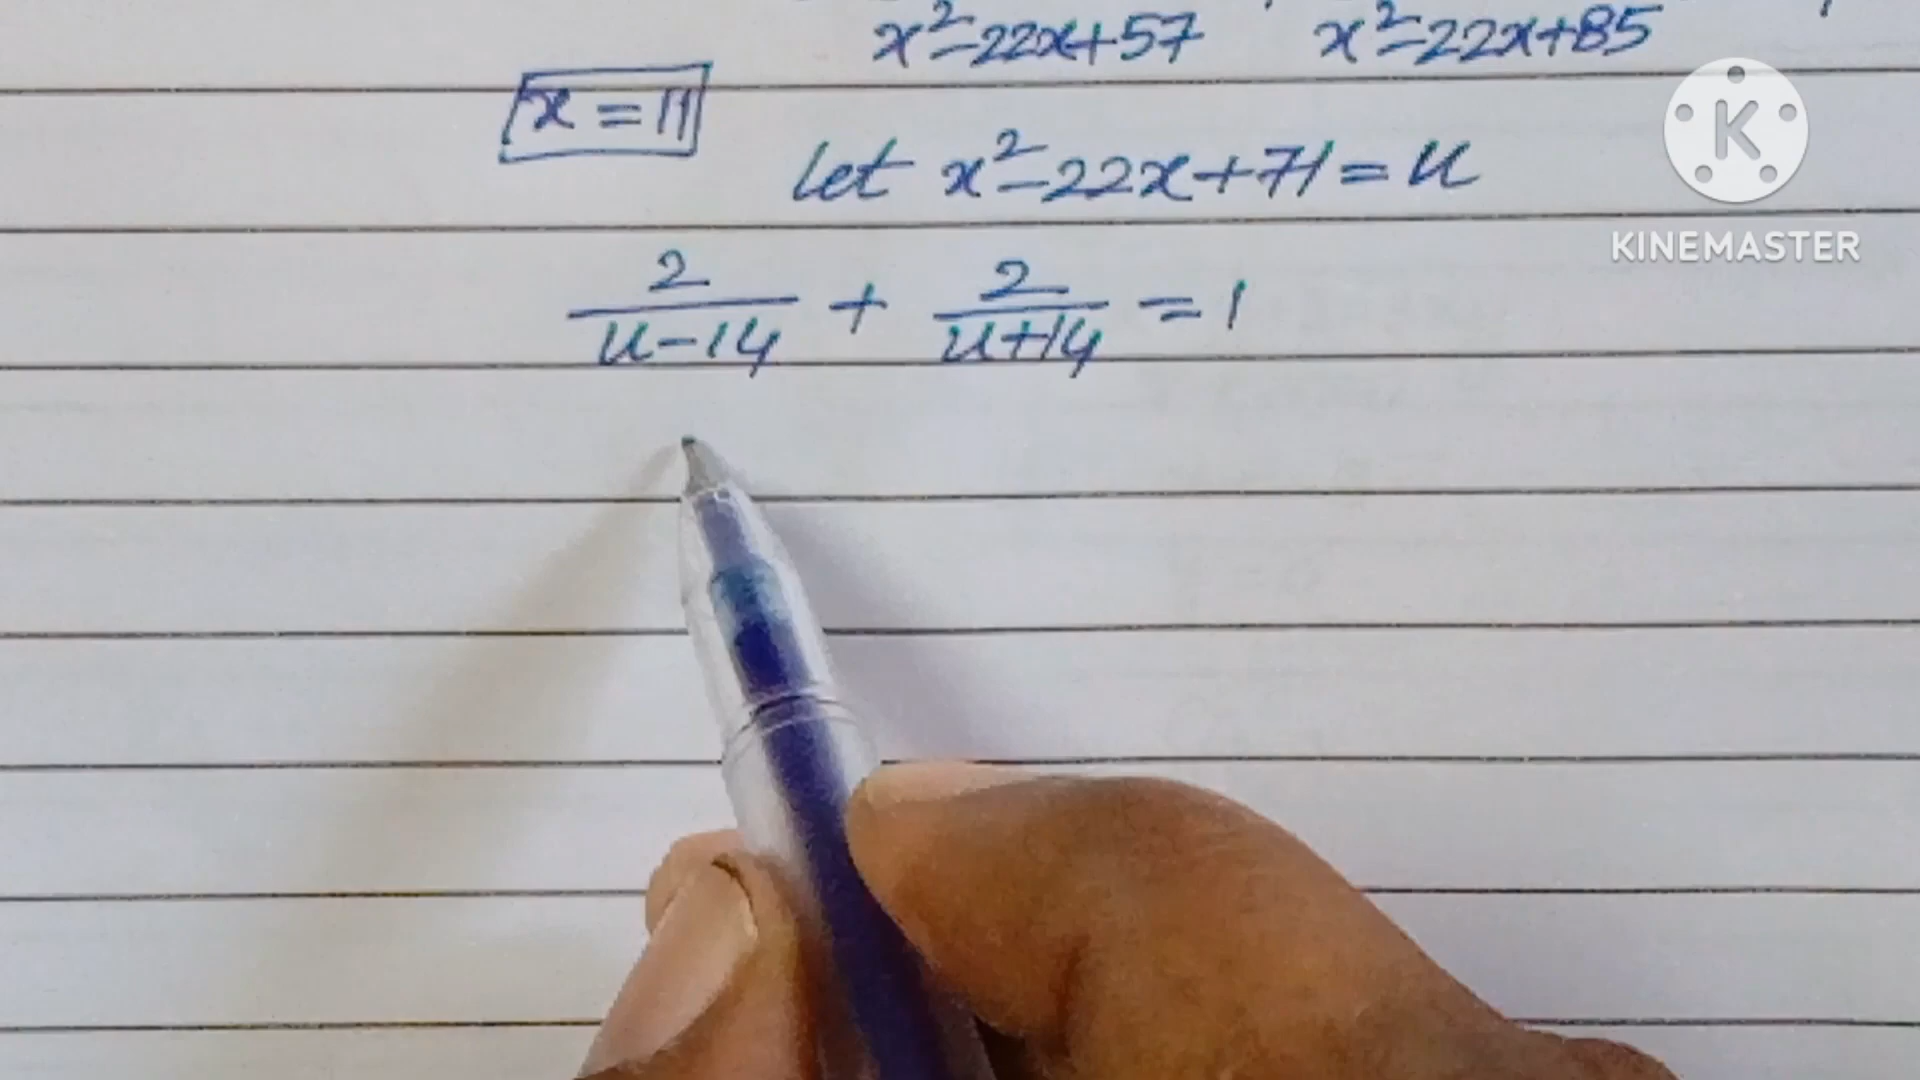 x²-22x+57 x²-22x+85
x = 11
Let x²-22x+71 = u
2/(u-14) + 2/(u+14) = 1
K
KINEMASTER